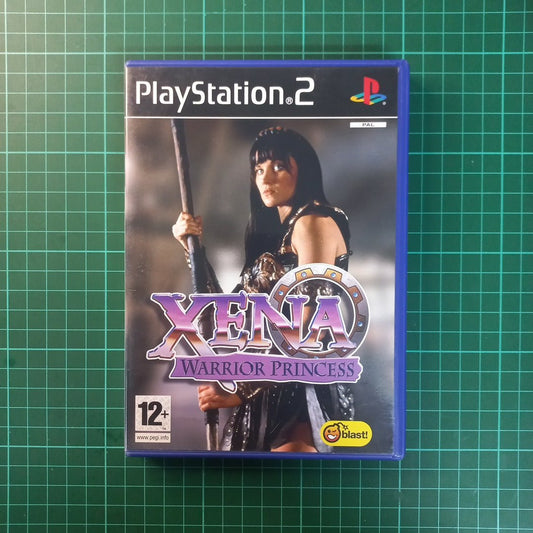 PlayStation®2
PAL
XENA
WARRIOR PRINCESS
12+
www.pegi.info
blast!